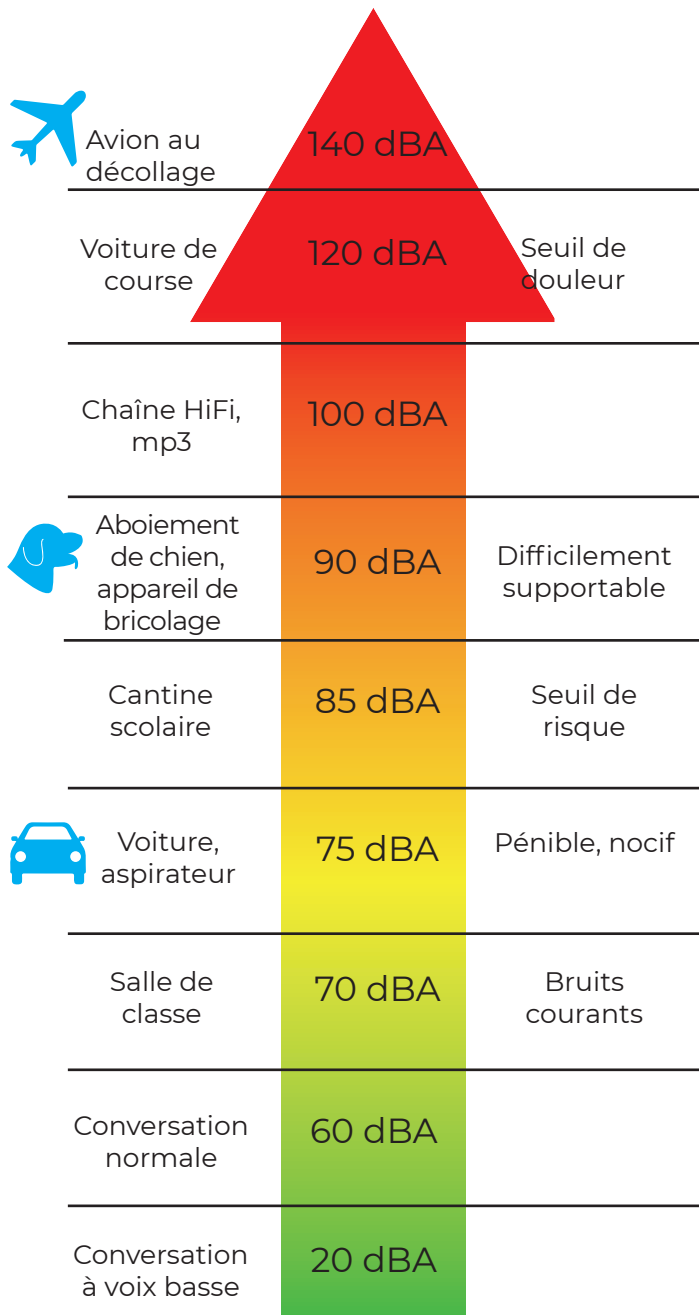 Avion au
décollage
140 dBA
Voiture de
course
120 dBA
Seuil de
douleur
Chaîne HiFi,
mp3
100 dBA
Aboiement
de chien,
appareil de
bricolage
90 dBA
Difficilement
supportable
Cantine
scolaire
85 dBA
Seuil de
risque
Voiture,
aspirateur
75 dBA
Pénible, nocif
Salle de
classe
70 dBA
Bruits
courants
Conversation
normale
60 dBA
Conversation
à voix basse
20 dBA